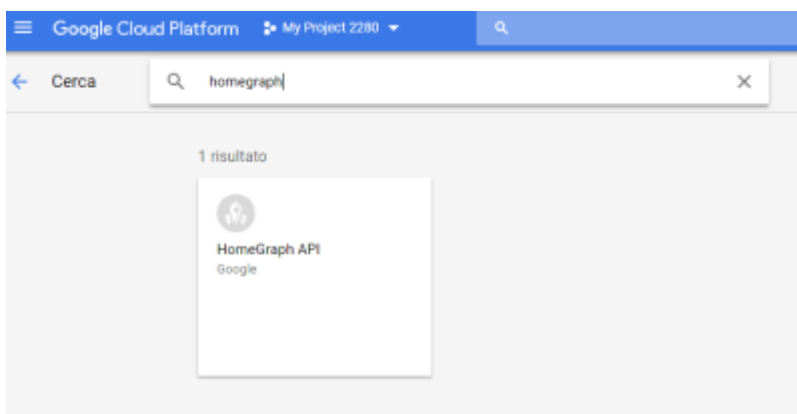 Google Cloud Platform My Project 2280
Cerca homegraph
1 risultato
HomeGraph API
Google